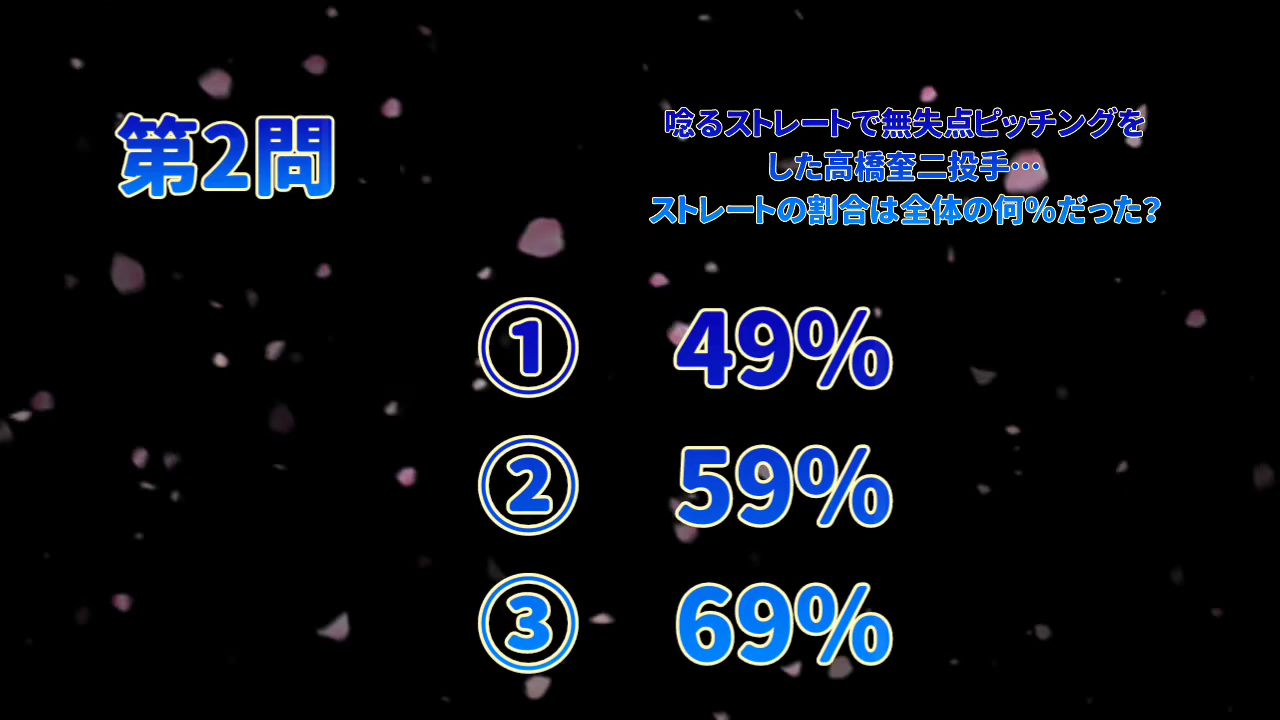 第2問
唸るストレートで無失点ピッチングを
した高橋奎二投手…
ストレートの割合は全体の何%だった?
① 49%
② 59%
③ 69%